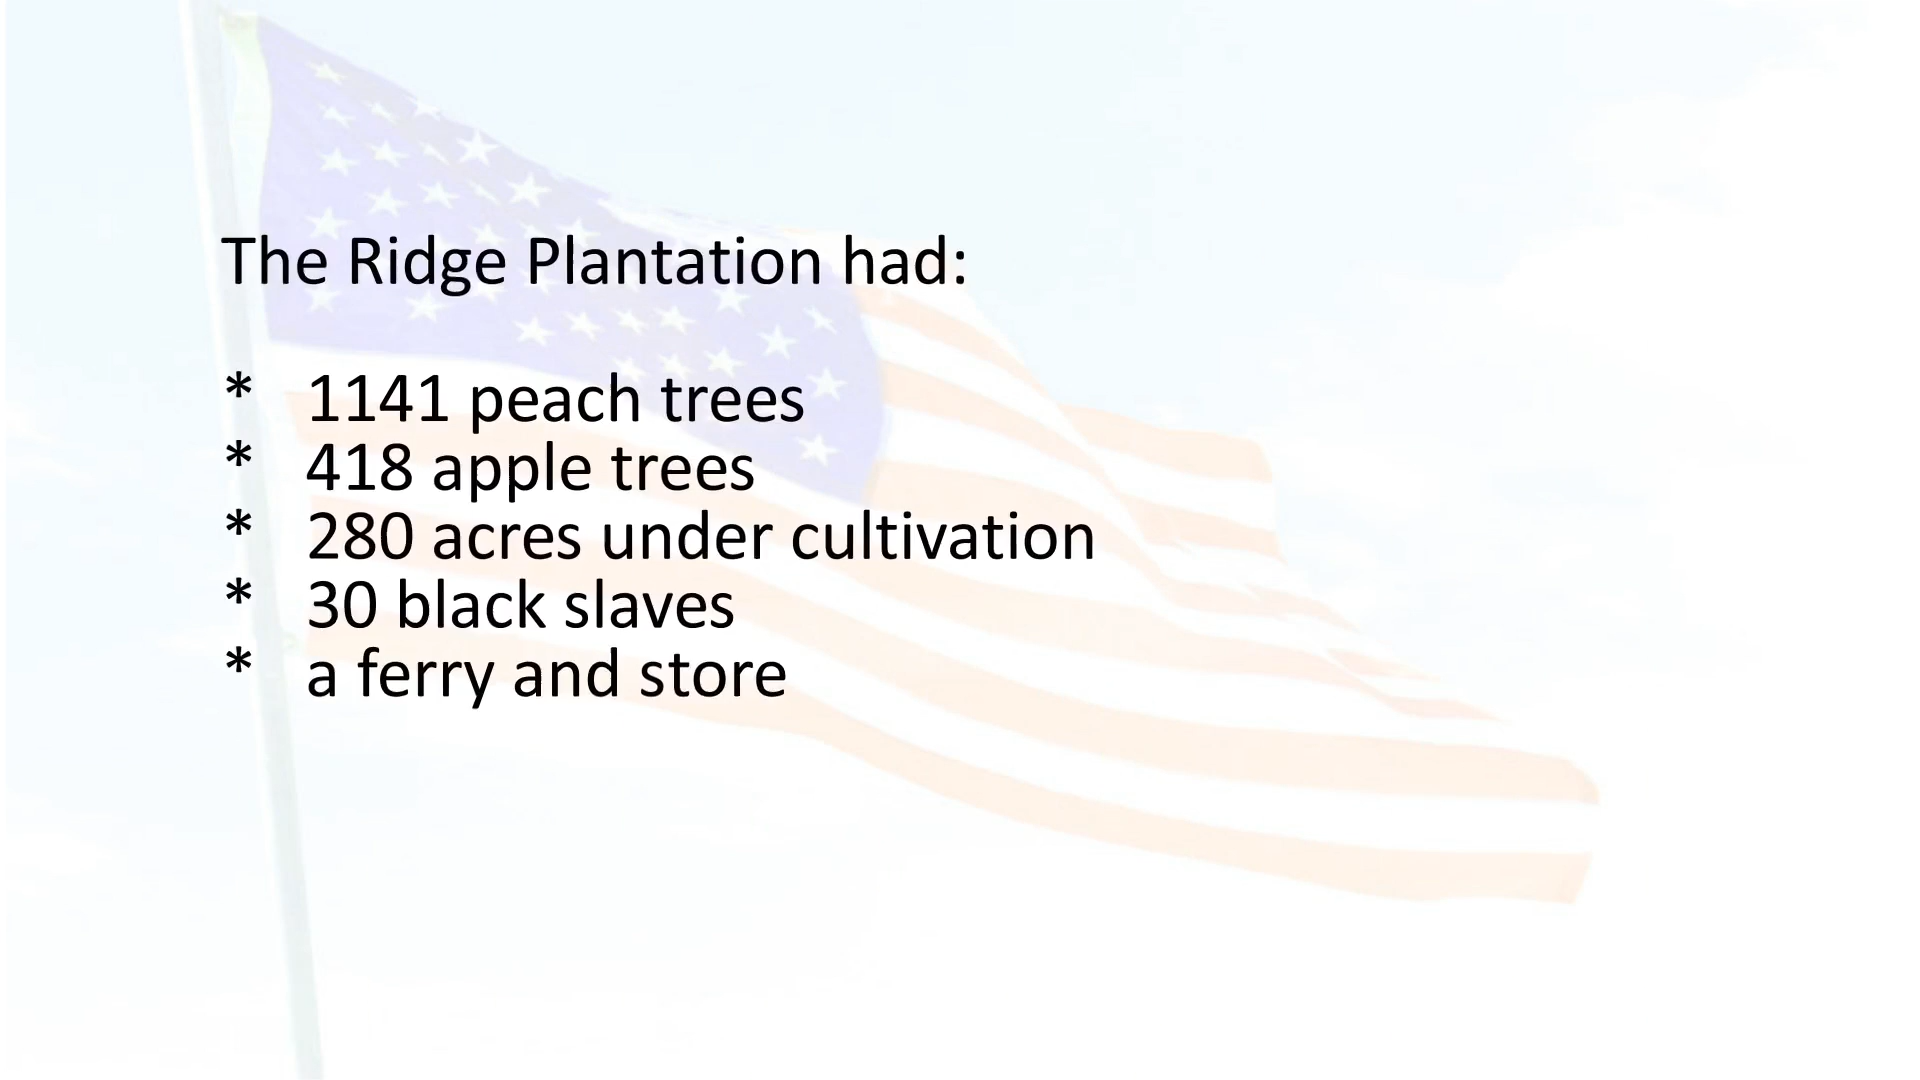 The Ridge Plantation had:
* 1141 peach trees
* 418 apple trees
* 280 acres under cultivation
* 30 black slaves
* a ferry and store